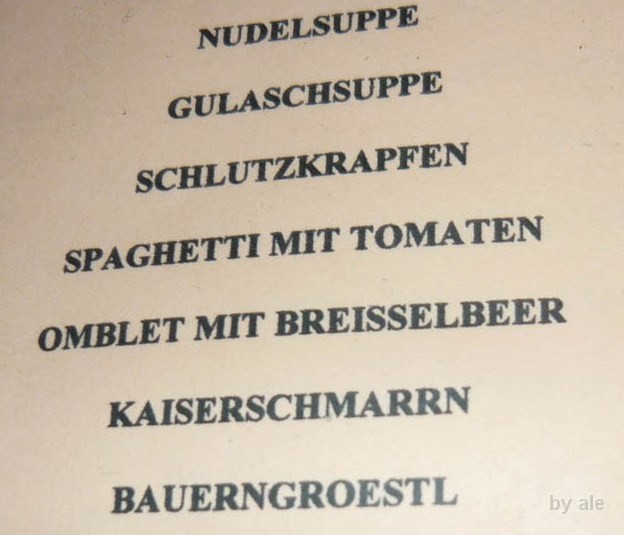 NUDELSUPPE
GULASCHSUPPE
SCHLUTZKRAPFEN
SPAGHETTI MIT TOMATEN
OMBLET MIT BREISSELBEER
KAISERSCHMARRN
BAUERNGROESTL
by ale